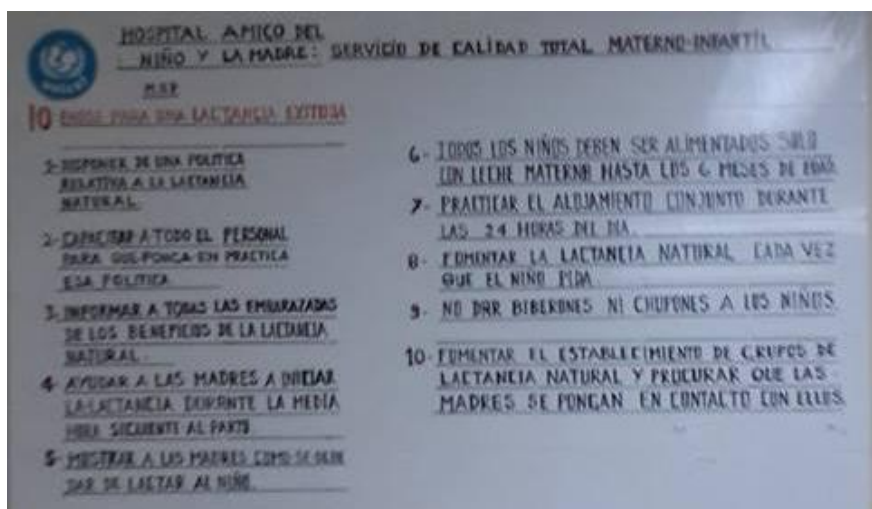 HOSPITAL AMIGO DEL
NIÑO Y LA MADRE: SERVICIO DE CALIDAD TOTAL MATERNO-INFANTIL
M.S.P
10 PARA UNA LACTANCIA EXITOSA
1- DISPONER DE UNA POLITICA
RELATIVA A LA LACTANCIA
NATURAL.
2- CAPACITAR A TODO EL PERSONAL
PARA QUE PONGA EN PRACTICA
ESA POLITICA
3- INFORMAR A TODAS LAS EMBARAZADAS
DE LOS BENEFICIOS DE LA LACTANCIA
NATURAL.
4- AYUDAR A LAS MADRES A INICIAR
LA LACTANCIA DURANTE LA MEDIA
HORA SIGUIENTE AL PARTO
5- MOSTRAR A LAS MADRES COMO SE DEBE
DAR DE LACTAR AL NIÑO.
6- TODOS LOS NIÑOS DEBEN SER ALIMENTADOS SOLO
CON LECHE MATERNA HASTA LOS 6 MESES DE EDAD
7- PRACTICAR EL ALOJAMIENTO CONJUNTO DURANTE
LAS 24 HORAS DEL DIA
8- FOMENTAR LA LACTANCIA NATURAL CADA VEZ
QUE EL NIÑO PIDA
9- NO DAR BIBERONES NI CHUPONES A LOS NIÑOS
10- FOMENTAR EL ESTABLECIMIENTO DE GRUPOS DE
LACTANCIA NATURAL Y PROCURAR QUE LAS
MADRES SE PONGAN EN CONTACTO CON ELLOS